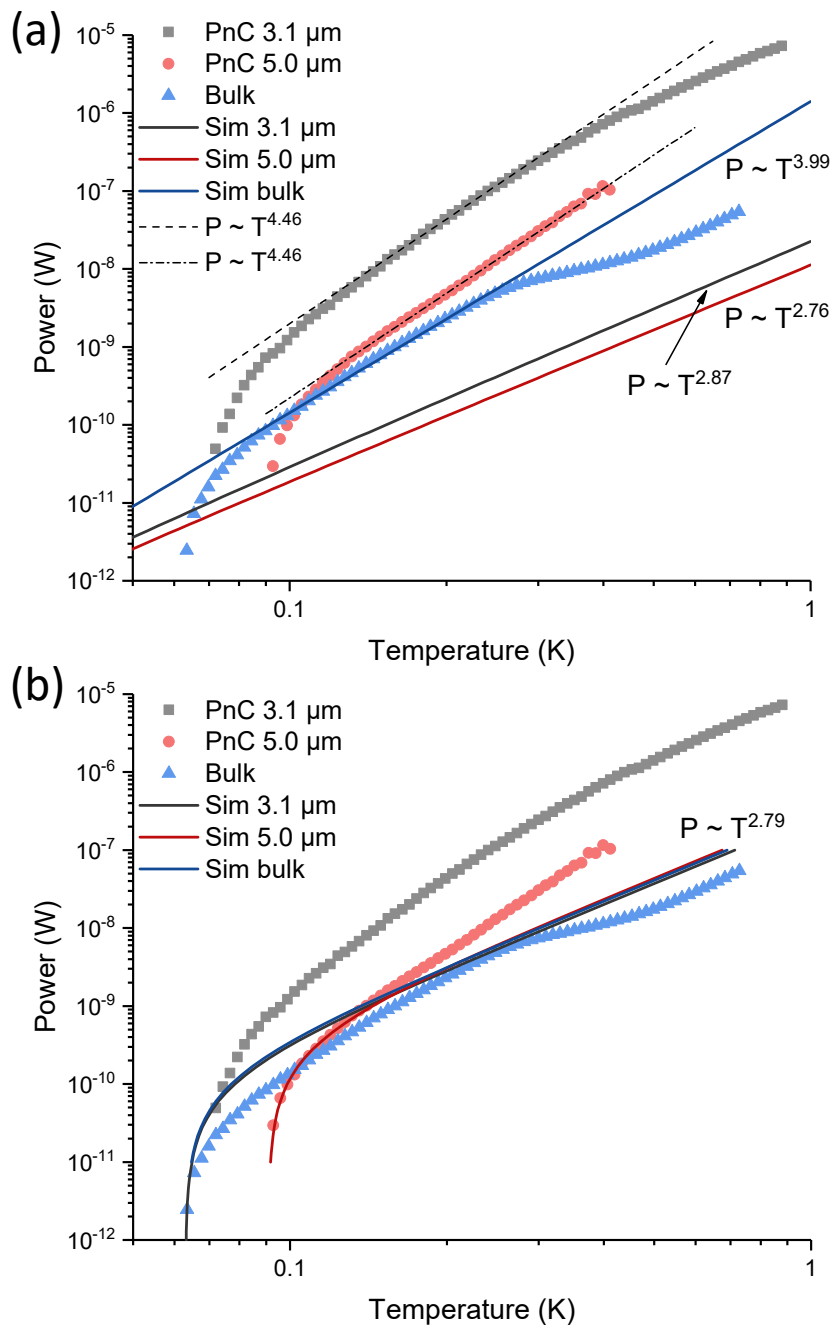 (a)
PnC 3.1 µm
PnC 5.0 µm
Bulk
Sim 3.1 µm
Sim 5.0 µm
Sim bulk
P ~ T^4.46
P ~ T^4.46
P ~ T^3.99
P ~ T^2.76
P ~ T^2.87
10^-5
10^-6
10^-7
10^-8
10^-9
10^-10
10^-11
10^-12
Power (W)
0.1
1
Temperature (K)
(b)
PnC 3.1 µm
PnC 5.0 µm
Bulk
Sim 3.1 µm
Sim 5.0 µm
Sim bulk
P ~ T^2.79
10^-5
10^-6
10^-7
10^-8
10^-9
10^-10
10^-11
10^-12
Power (W)
0.1
1
Temperature (K)